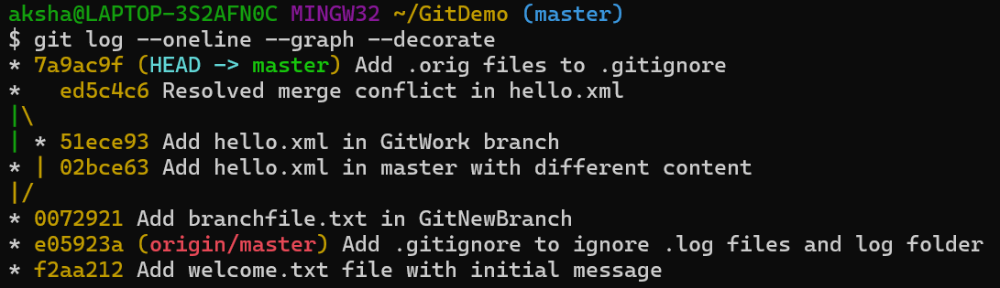 aksha@LAPTOP-3S2AFN0C MINGW32 ~/GitDemo (master)
$ git log --oneline --graph --decorate
* 7a9ac9f (HEAD -> master) Add .orig files to .gitignore
*   ed5c4c6 Resolved merge conflict in hello.xml
|\
| * 51ece93 Add hello.xml in GitWork branch
* | 02bce63 Add hello.xml in master with different content
|/
* 0072921 Add branchfile.txt in GitNewBranch
* e05923a (origin/master) Add .gitignore to ignore .log files and log folder
* f2aa212 Add welcome.txt file with initial message